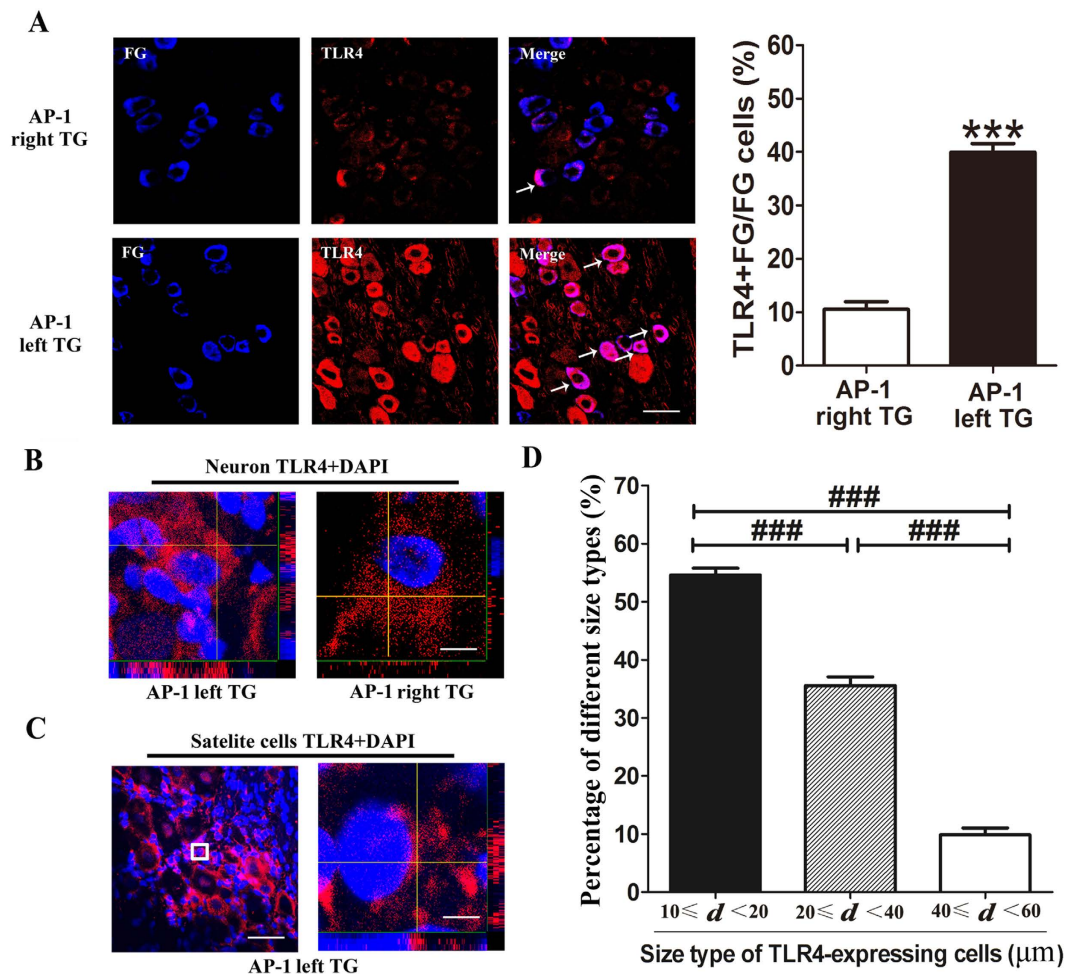 A
FG TLR4 Merge
AP-1
right TG
FG TLR4 Merge
AP-1
left TG
TLR4+FG/FG cells (%)
60
50
40
30
20
10
0
***
AP-1
right TG
AP-1
left TG
B
Neuron TLR4+DAPI
AP-1 left TG AP-1 right TG
C
Satelite cells TLR4+DAPI
AP-1 left TG
D
Percentage of different size types (%)
70
60
50
40
30
20
10
0
###
### ###
10≤ d <20 20≤ d <40 40≤ d <60
Size type of TLR4-expressing cells (μm)